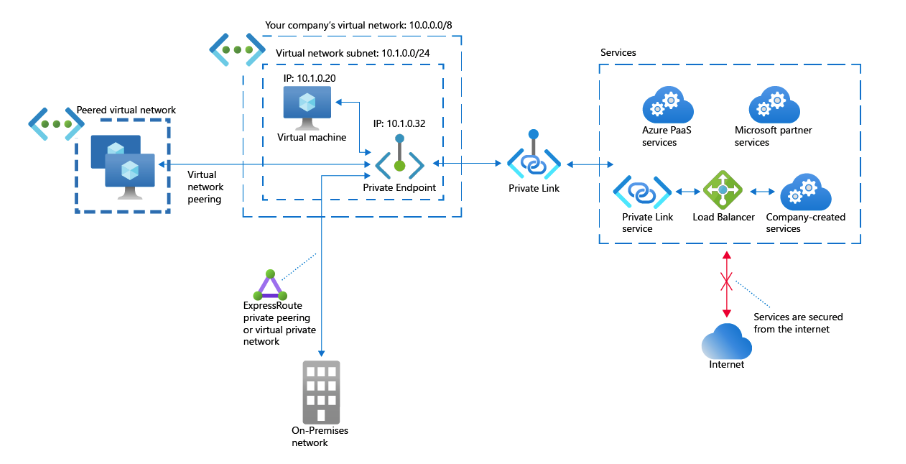 Your company's virtual network: 10.0.0.0/8
Virtual network subnet: 10.1.0.0/24
IP: 10.1.0.20
Virtual machine
IP: 10.1.0.32
Private Endpoint
Peered virtual network
Virtual
network
peering
Private Link
Services
Azure PaaS
services
Microsoft partner
services
Private Link
service
Load Balancer
Company-created
services
ExpressRoute
private peering
or virtual private
network
On-Premises
network
Services are secured
from the internet
Internet